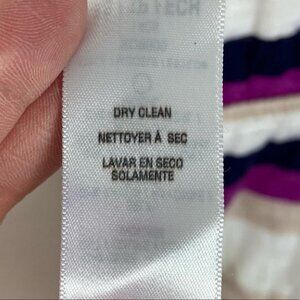 DRY CLEAN
NETTOYER À SEC
LAVAR EN SECO
SOLAMENTE